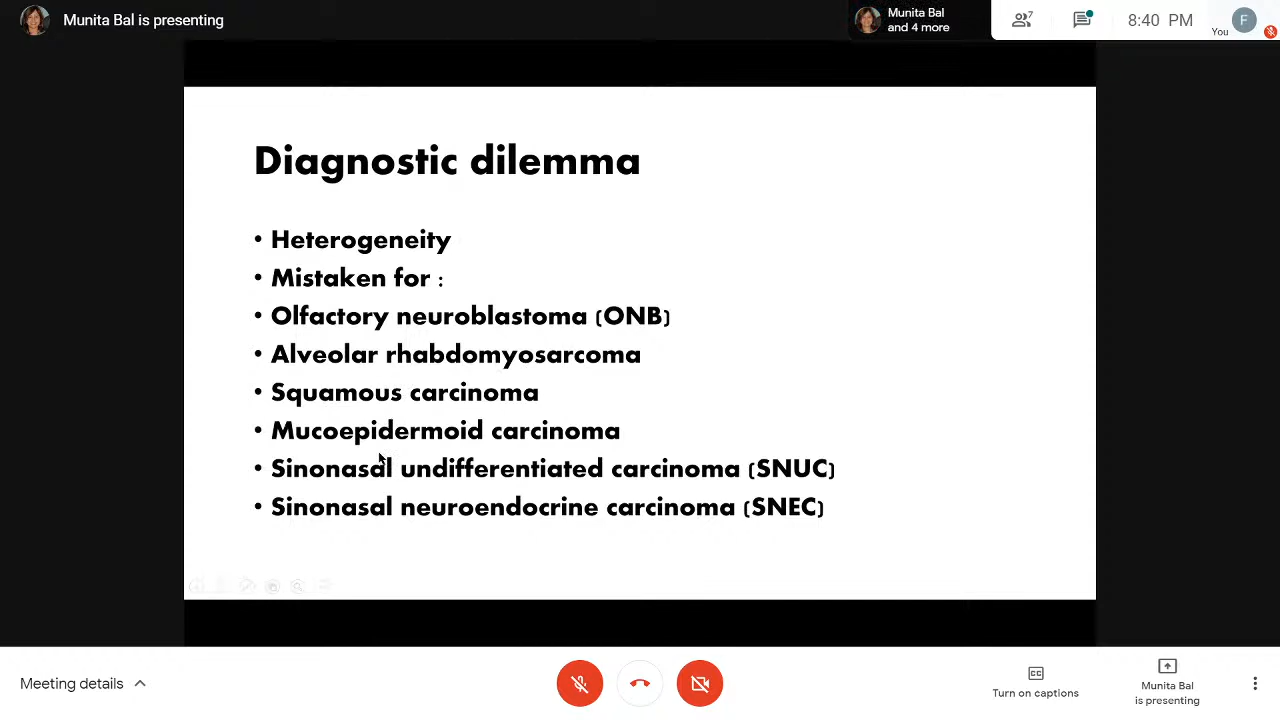 Munita Bal is presenting
Munita Bal
and 4 more
7
8:40 PM
You
F
Diagnostic dilemma
• Heterogeneity
• Mistaken for :
• Olfactory neuroblastoma (ONB)
• Alveolar rhabdomyosarcoma
• Squamous carcinoma
• Mucoepidermoid carcinoma
• Sinonasal undifferentiated carcinoma (SNUC)
• Sinonasal neuroendocrine carcinoma (SNEC)
Meeting details
CC
Turn on captions
Munita Bal
is presenting